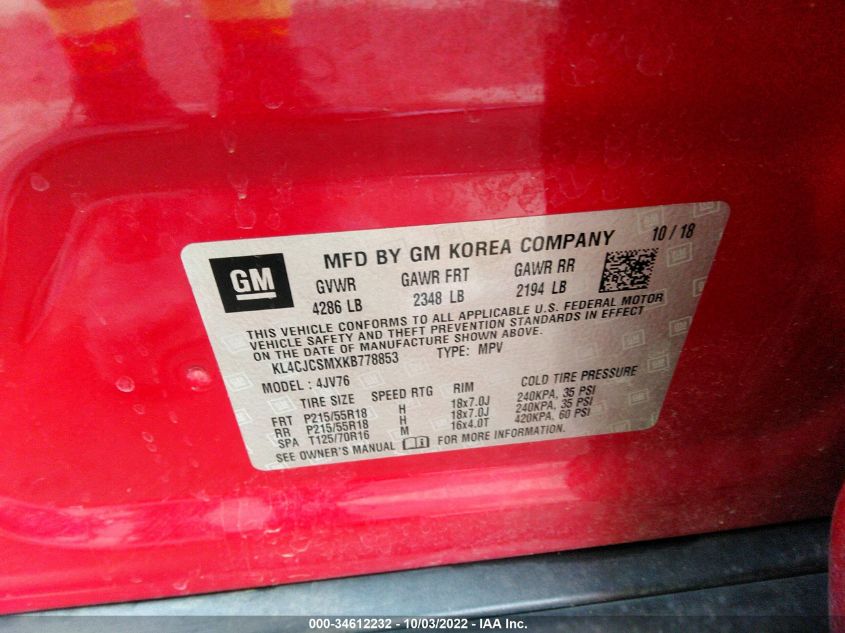 GM
MFD BY GM KOREA COMPANY 10 / 18
GVWR GAWR FRT GAWR RR
4286 LB 2348 LB 2194 LB
THIS VEHICLE CONFORMS TO ALL APPLICABLE U.S. FEDERAL MOTOR
VEHICLE SAFETY AND THEFT PREVENTION STANDARDS IN EFFECT
ON THE DATE OF MANUFACTURE SHOWN ABOVE.
KL4CJCSMXKB778853 TYPE: MPV
MODEL: 4JV76
TIRE SIZE SPEED RTG RIM COLD TIRE PRESSURE
FRT P215/55R18 H 18x7.0J 240KPA, 35 PSI
RR P215/55R18 H 18x7.0J 240KPA, 35 PSI
SPA T125/70R16 M 16x4.0T 420KPA, 60 PSI
SEE OWNER'S MANUAL FOR MORE INFORMATION.
000-34612232 - 10/03/2022 - IAA Inc.